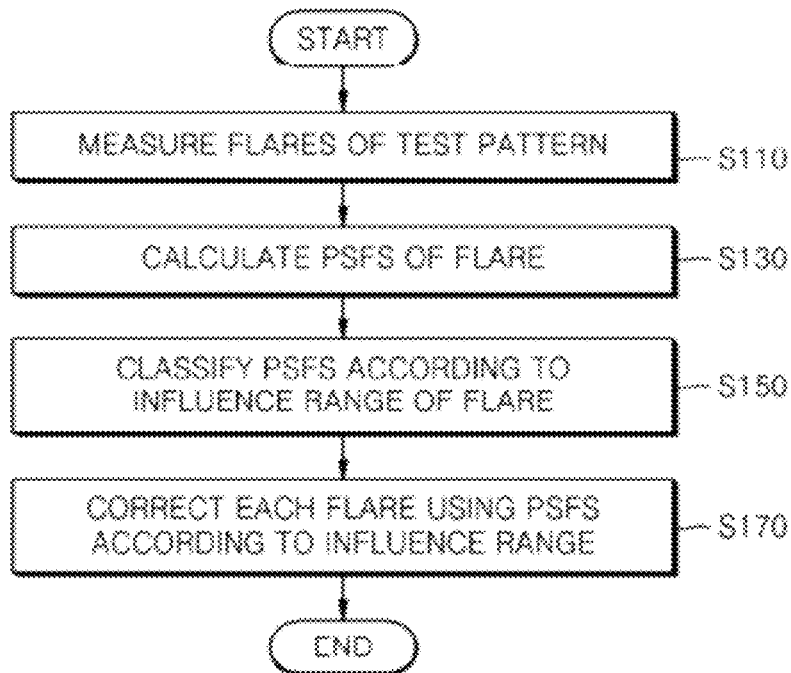 START
MEASURE FLARES OF TEST PATTERN
S110
CALCULATE PSFS OF FLARE
S130
CLASSIFY PSFS ACCORDING TO
INFLUENCE RANGE OF FLARE
S150
CORRECT EACH FLARE USING PSFS
ACCORDING TO INFLUENCE RANGE
S170
END